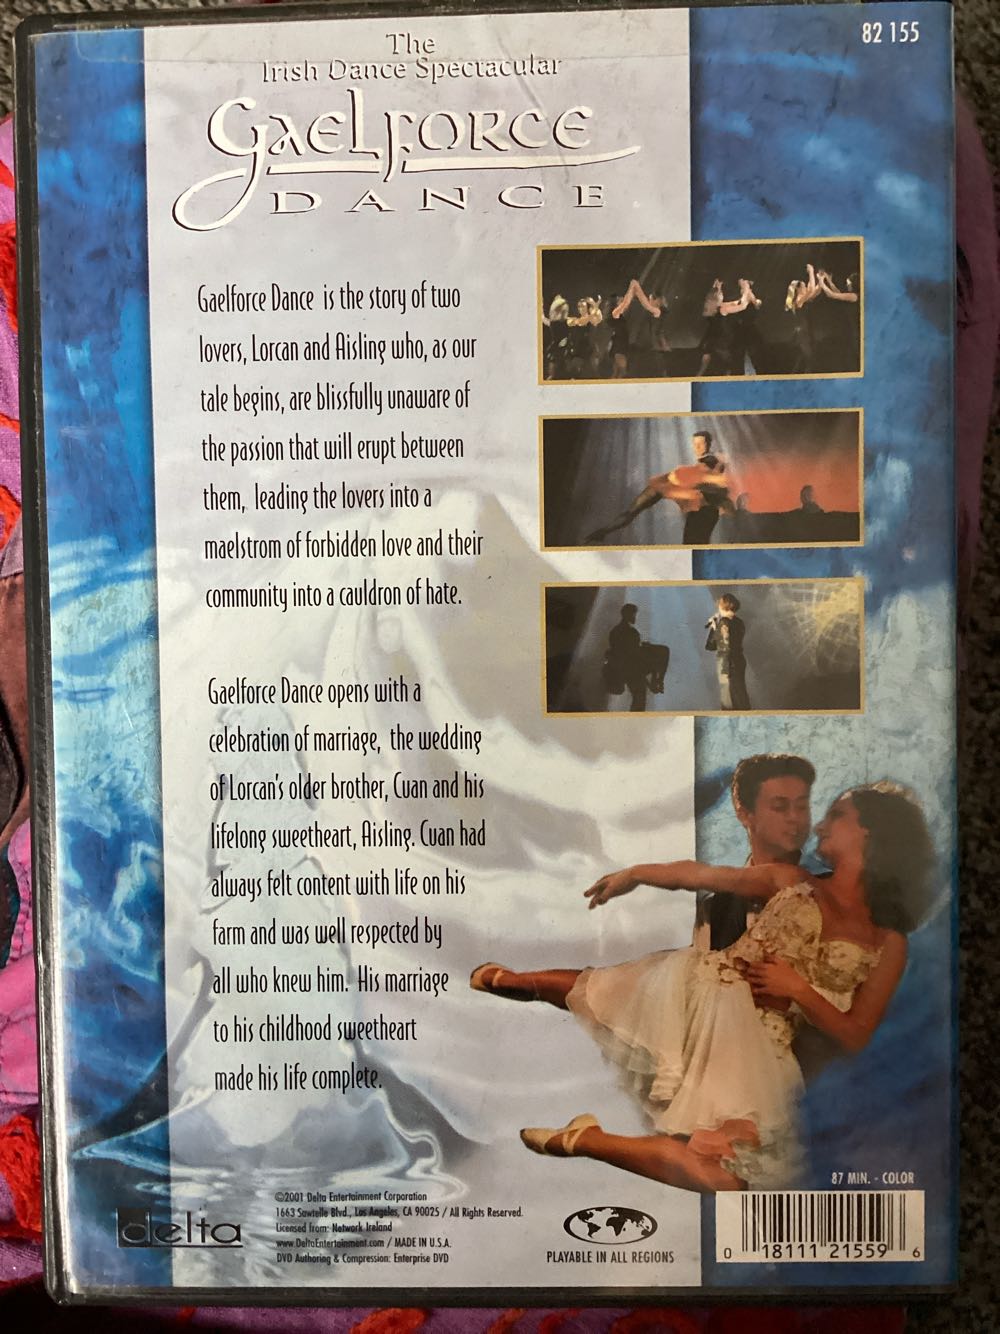 82 155
The
Irish Dance Spectacular
Gaelforce
DANCE
Gaelforce Dance is the story of two
lovers, Lorcan and Aisling who, as our
tale begins, are blissfully unaware of
the passion that will erupt between
them, leading the lovers into a
maelstrom of forbidden love and their
community into a cauldron of hate.
Gaelforce Dance opens with a
celebration of marriage, the wedding
of Lorcan's older brother, Cuan and his
lifelong sweetheart, Aisling. Cuan had
always felt content with life on his
farm and was well respected by
all who knew him. His marriage
to his childhood sweetheart
made his life complete.
87 MIN. - COLOR
delta
©2001 Delta Entertainment Corporation
1663 Sawtelle Blvd., Los Angeles, CA 90025 / All Rights Reserved.
Licensed from: Network Ireland
www.DeltaEntertainment.com / MADE IN U.S.A.
DVD Authoring & Compression: Enterprise DVD
PLAYABLE IN ALL REGIONS
0 18111 21559 6